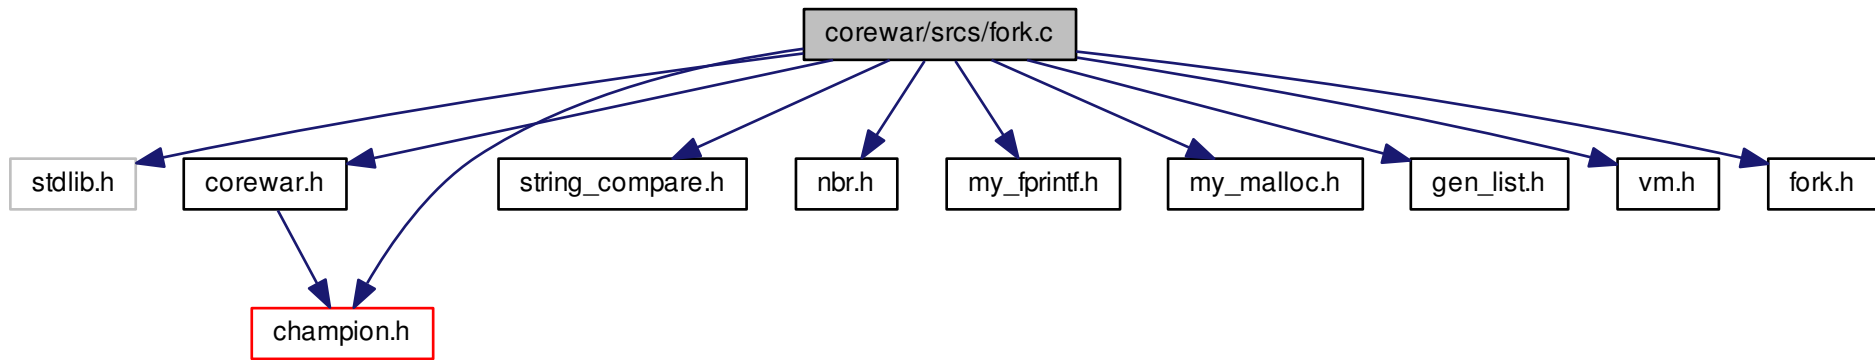 corewar/srcs/fork.c
stdlib.h
corewar.h
string_compare.h
nbr.h
my_fprintf.h
my_malloc.h
gen_list.h
vm.h
fork.h
champion.h